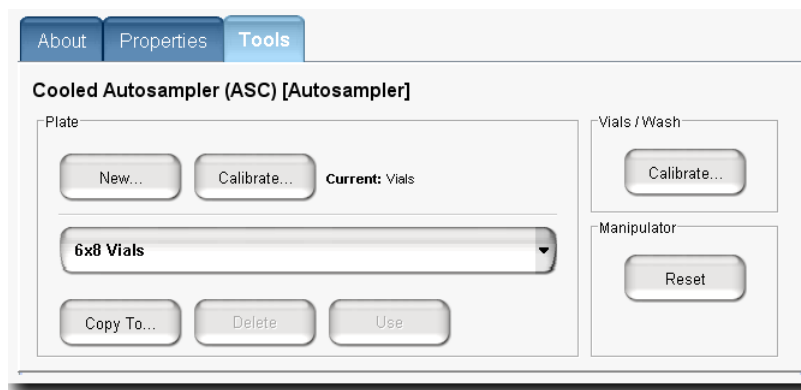 About Properties Tools
Cooled Autosampler (ASC) [Autosampler]
Plate
New... Calibrate... Current: Vials
6x8 Vials
Copy To... Delete Use
Vials / Wash
Calibrate...
Manipulator
Reset